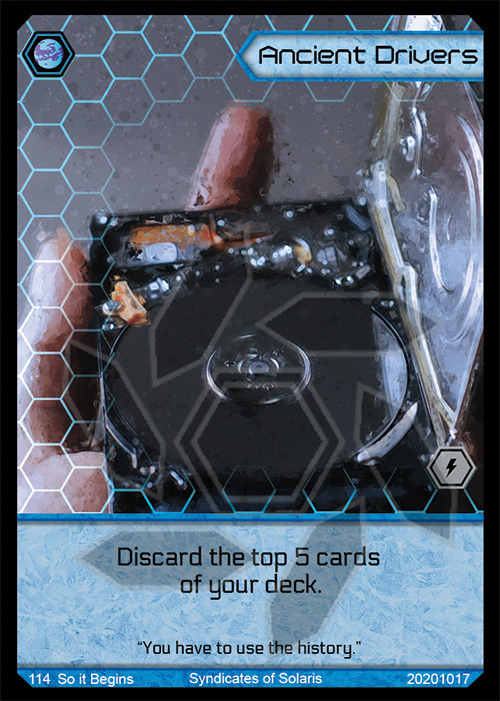 Ancient Drivers
Discard the top 5 cards
of your deck.
“You have to use the history.”
114 So it Begins Syndicates of Solaris 20201017